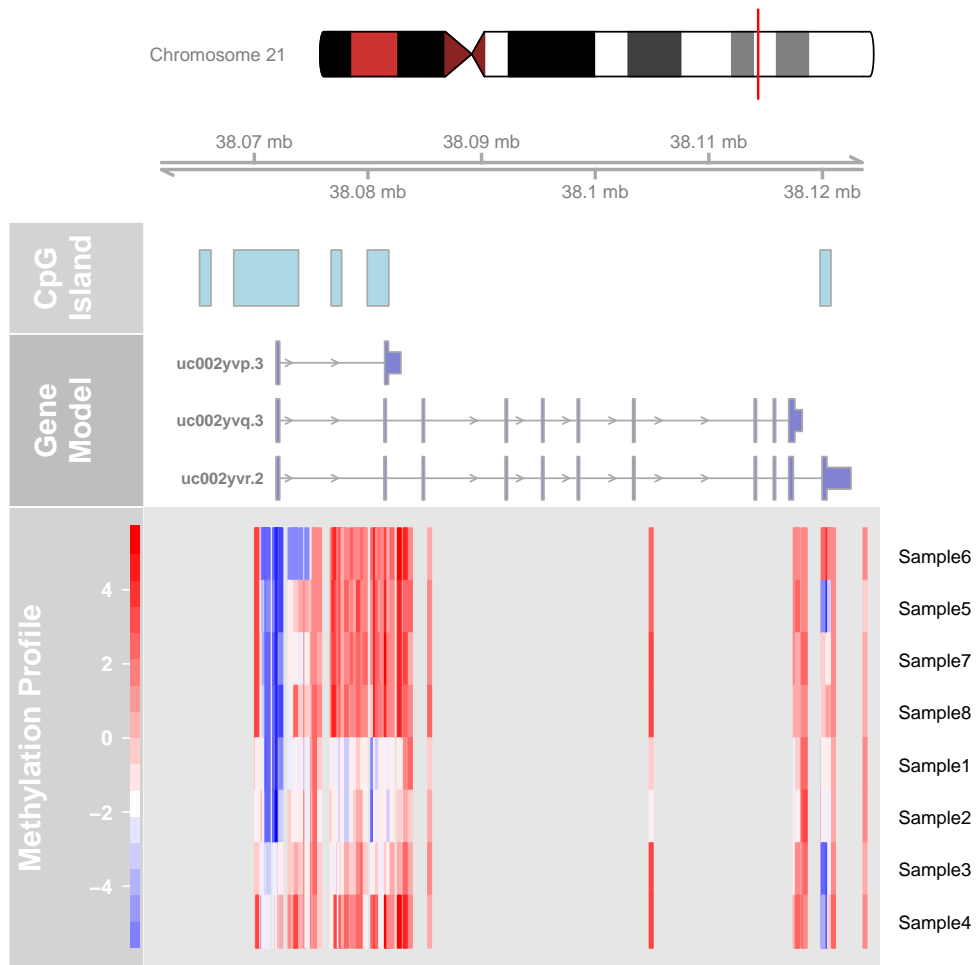 Chromosome 21
38.07 mb
38.09 mb
38.11 mb
38.08 mb
38.1 mb
38.12 mb
CpG
Island
Gene
Model
uc002yvp.3
uc002yvq.3
uc002yvr.2
Methylation Profile
4
2
0
−2
−4
Sample6
Sample5
Sample7
Sample8
Sample1
Sample2
Sample3
Sample4